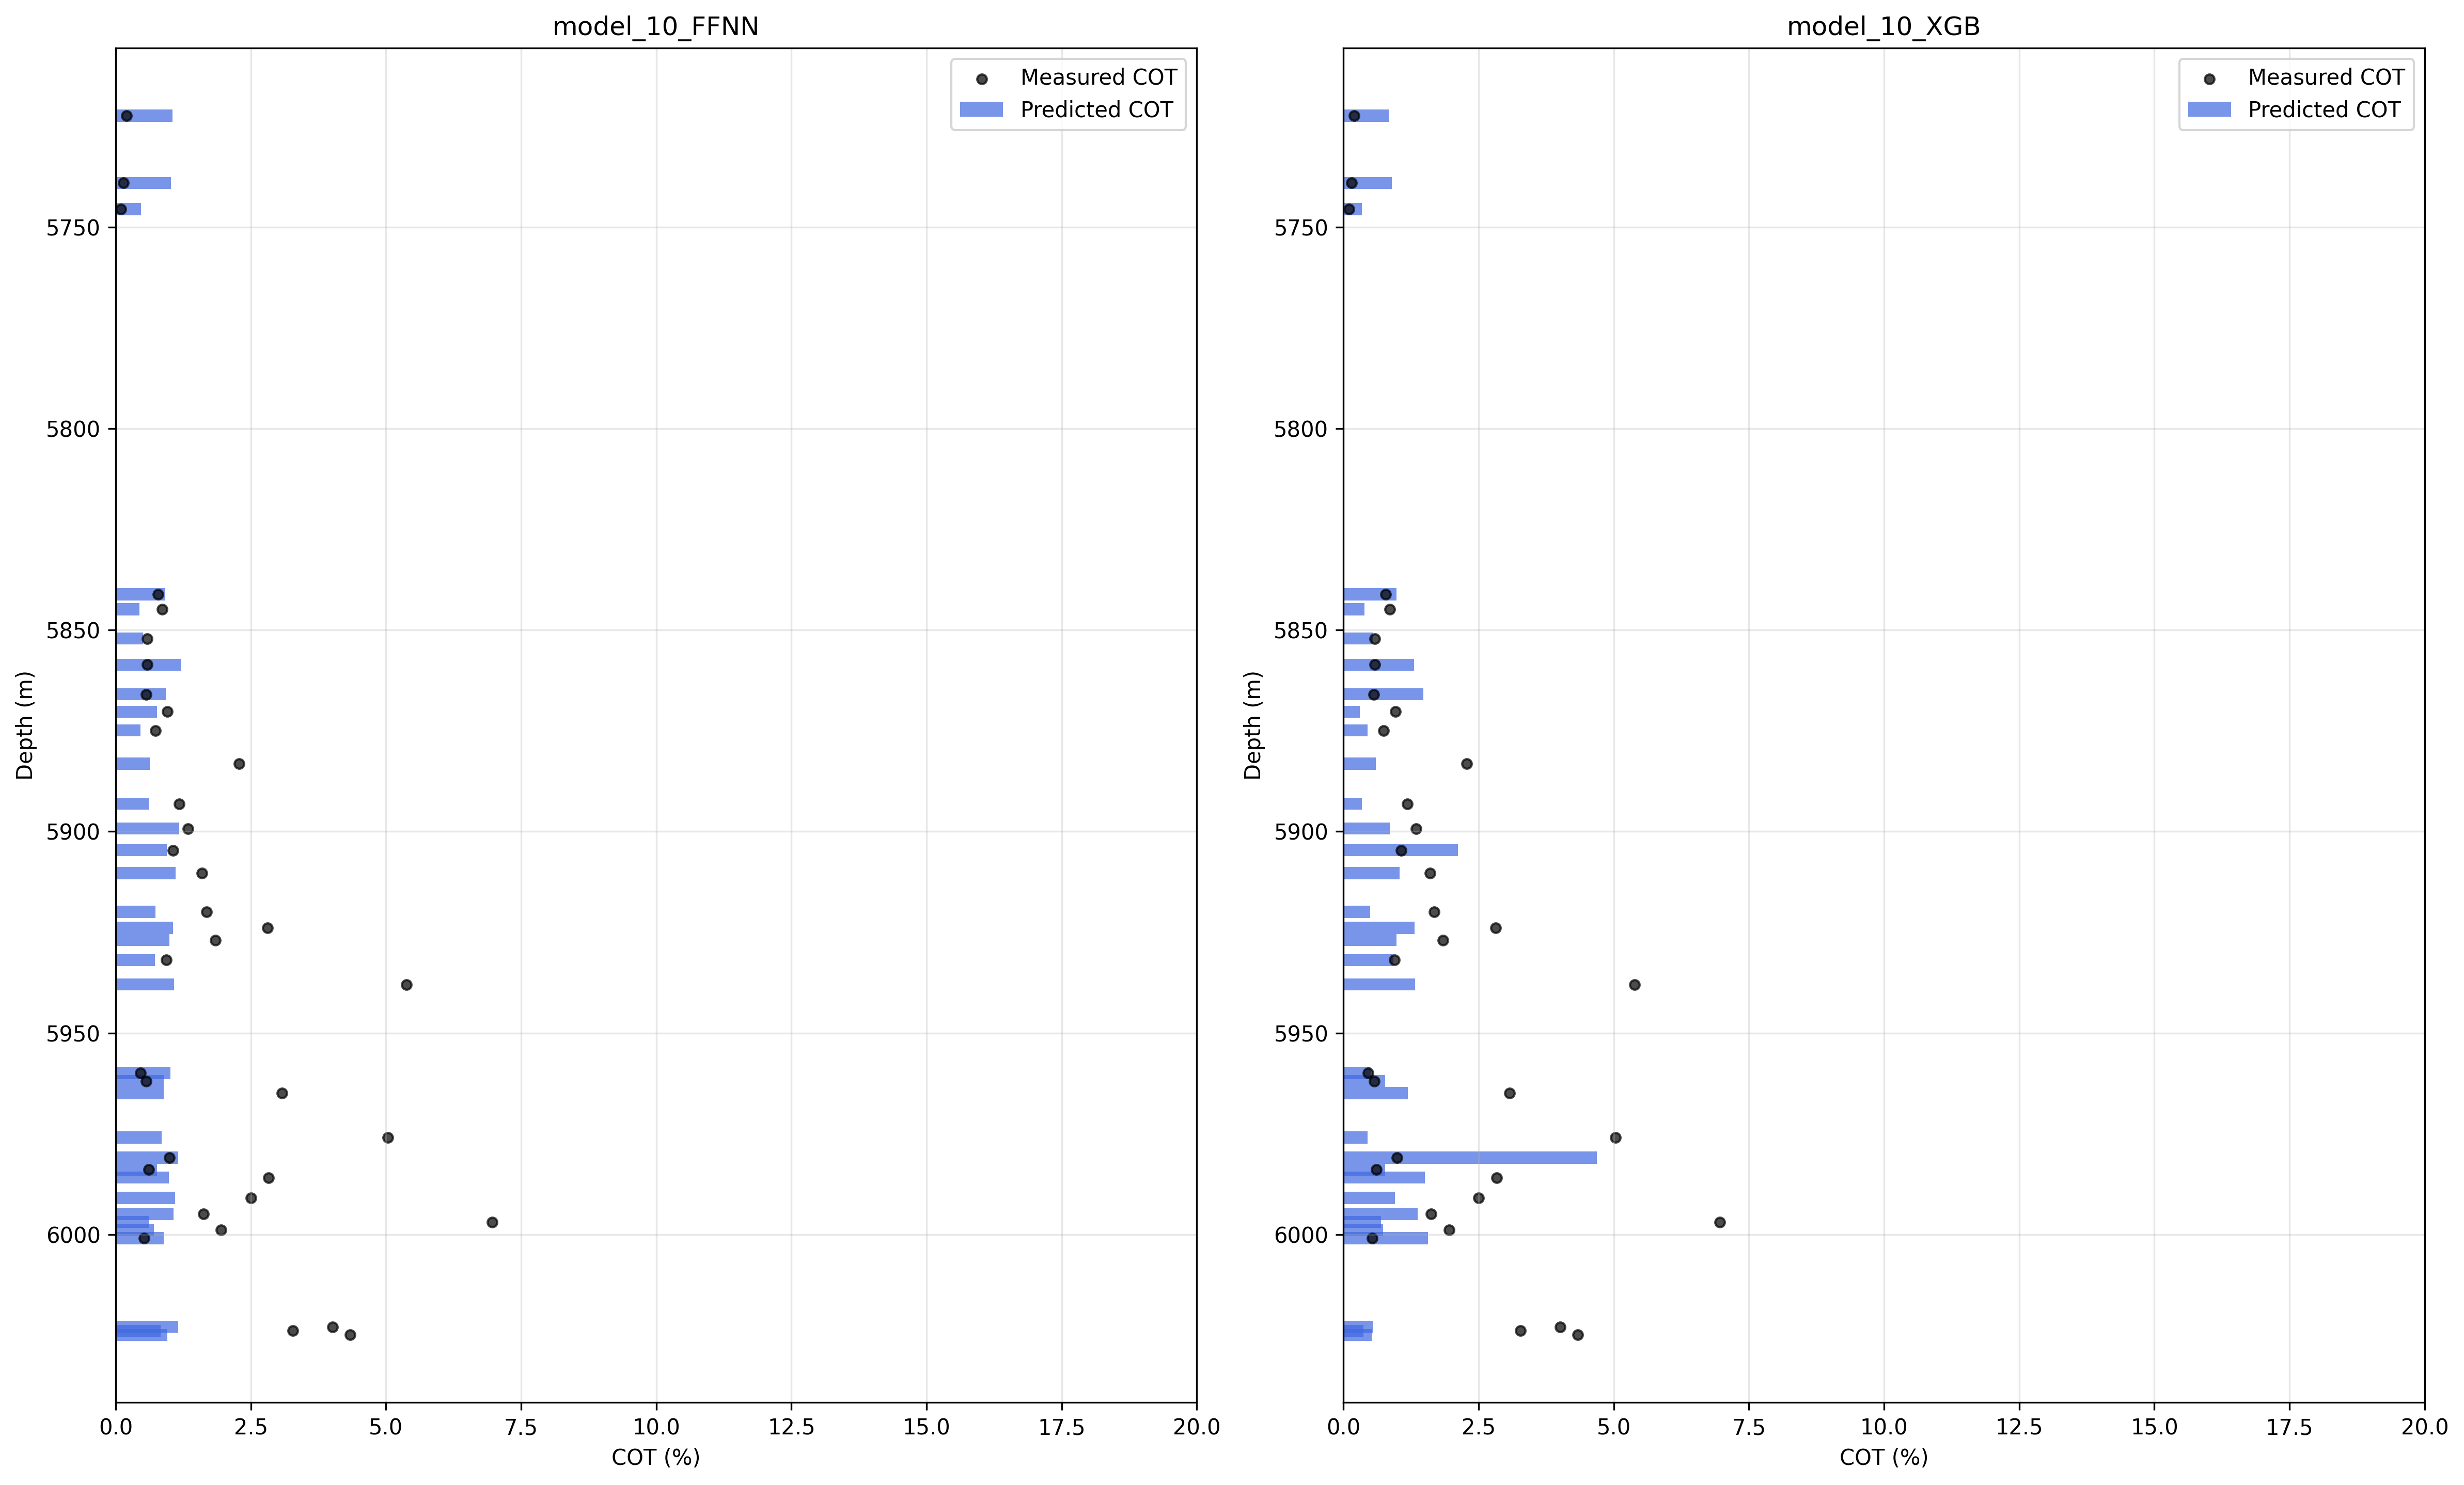 model_10_FFNN
Measured COT
Predicted COT
5750
5800
5850
5900
5950
6000
Depth (m)
0.0 2.5 5.0 7.5 10.0 12.5 15.0 17.5 20.0
COT (%)
model_10_XGB
Measured COT
Predicted COT
5750
5800
5850
5900
5950
6000
Depth (m)
0.0 2.5 5.0 7.5 10.0 12.5 15.0 17.5 20.0
COT (%)